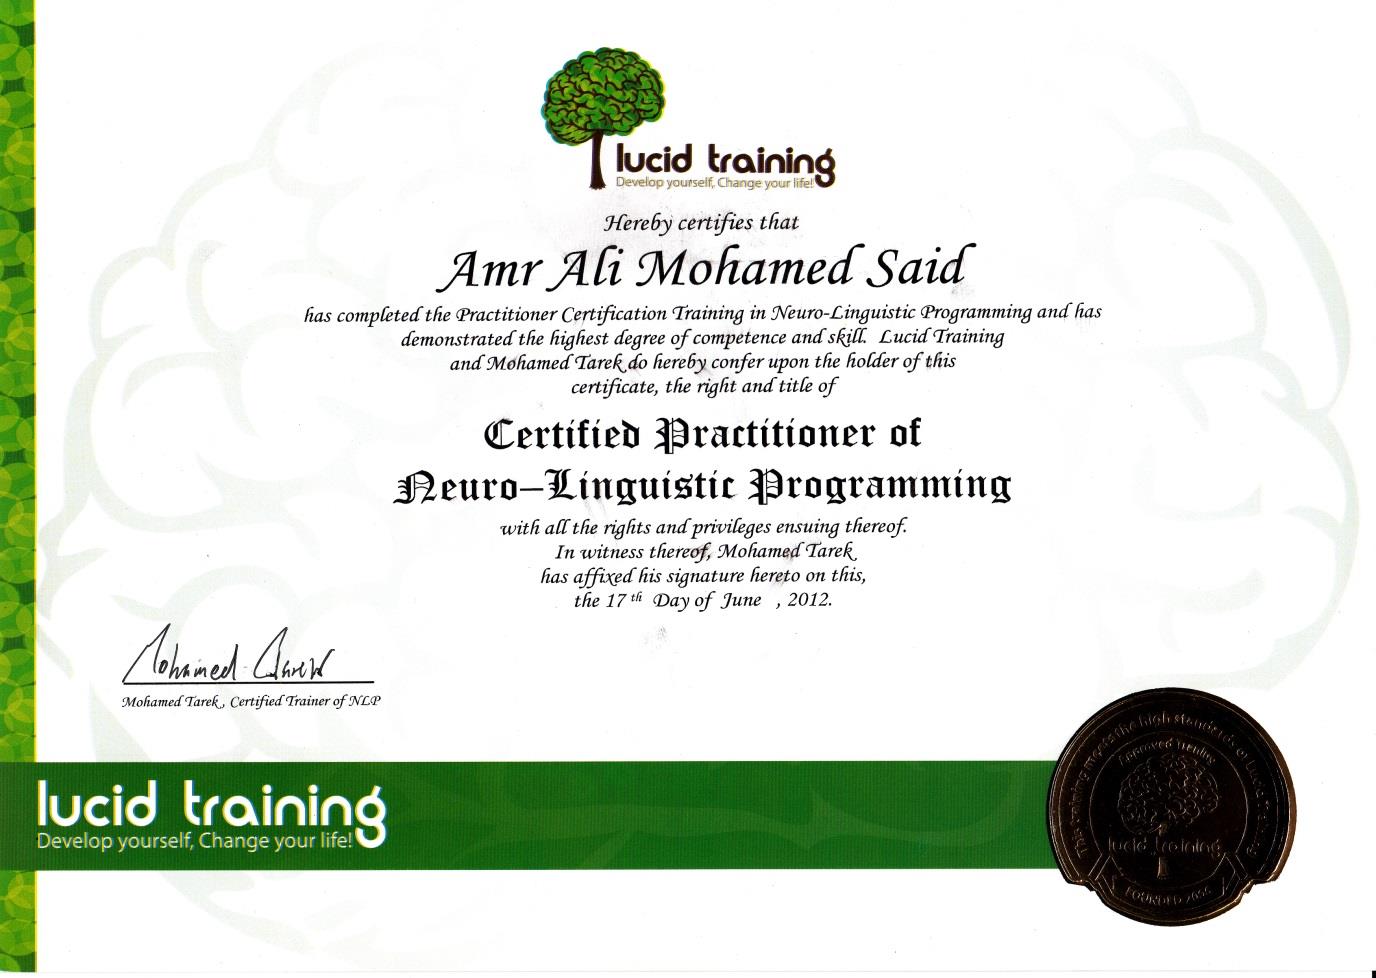 lucid training
Develop yourself, Change your life!
Hereby certifies that
Amr Ali Mohamed Said
has completed the Practitioner Certification Training in Neuro-Linguistic Programming and has
demonstrated the highest degree of competence and skill. Lucid Training
and Mohamed Tarek do hereby confer upon the holder of this
certificate, the right and title of
Certified Practitioner of
Neuro-Linguistic Programming
with all the rights and privileges ensuing thereof.
In witness thereof, Mohamed Tarek
has affixed his signature hereto on this,
the 17 th Day of June , 2012.
Mohamed Tarek
Mohamed Tarek, Certified Trainer of NLP
lucid training
Develop yourself, Change your life!
This training meets the high standards of Lucid Training
Approved Training
lucid training
FOUNDED